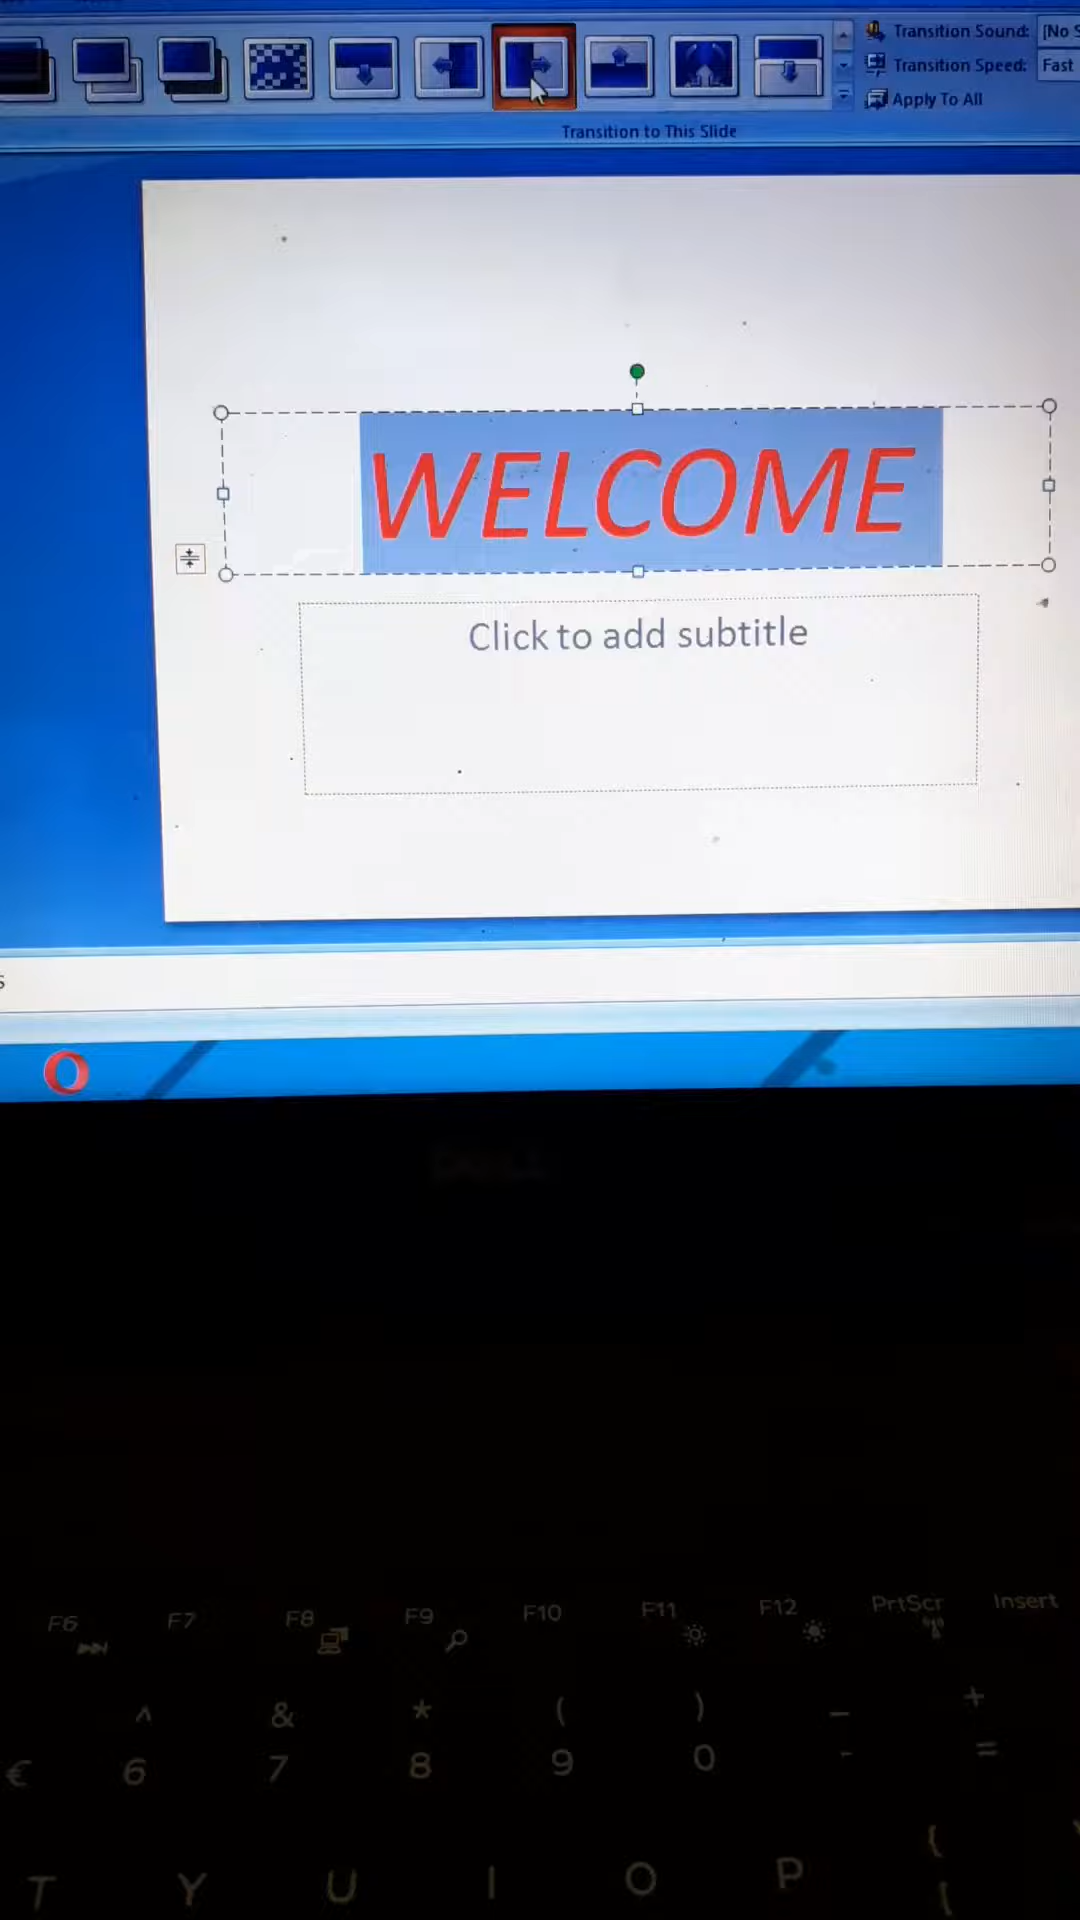 Transition Sound: [No S
Transition Speed: Fast
Apply To All
Transition to This Slide
WELCOME
Click to add subtitle
DELL
F6 F7 F8 F9 F10 F11 F12 PrtScr Insert
^ & * ( ) _ +
€ 6 7 8 9 0 - =
T Y U I O P { [